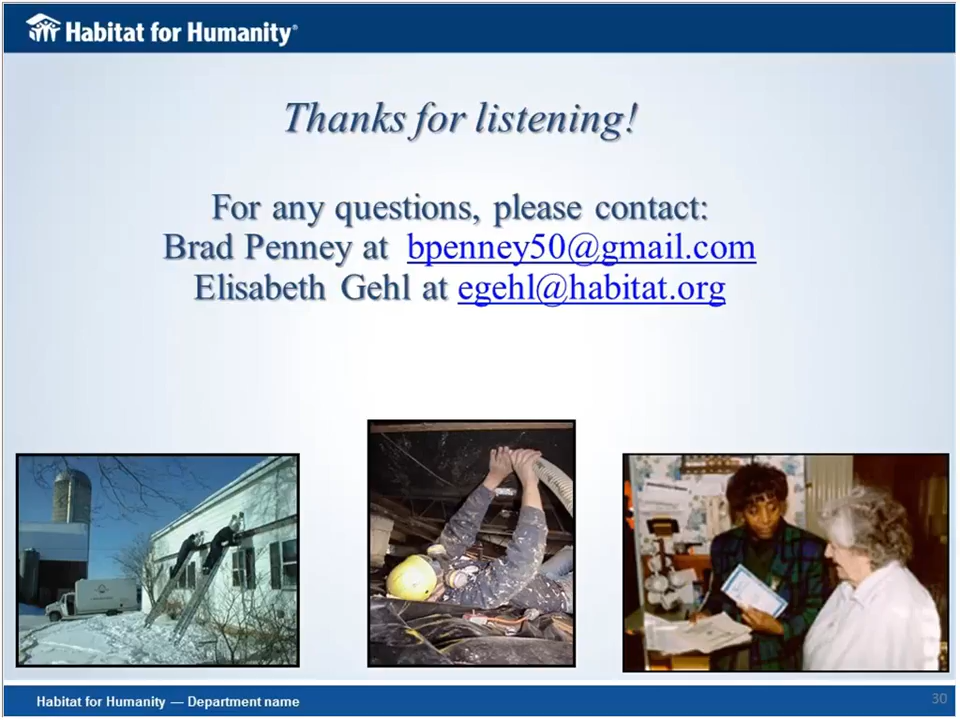 Habitat for Humanity®
Thanks for listening!
For any questions, please contact:
Brad Penney at bpenney50@gmail.com
Elisabeth Gehl at egehl@habitat.org
Habitat for Humanity — Department name
30